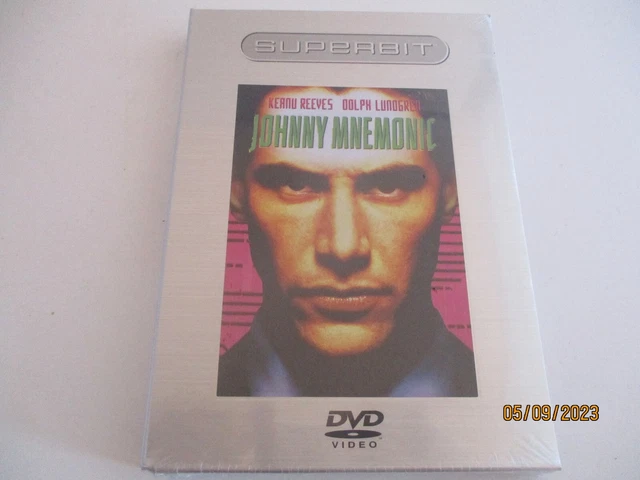 SUPERBIT
KEANU REEVES DOLPH LUNDGREN
JOHNNY MNEMONIC
DVD
VIDEO
05/09/2023